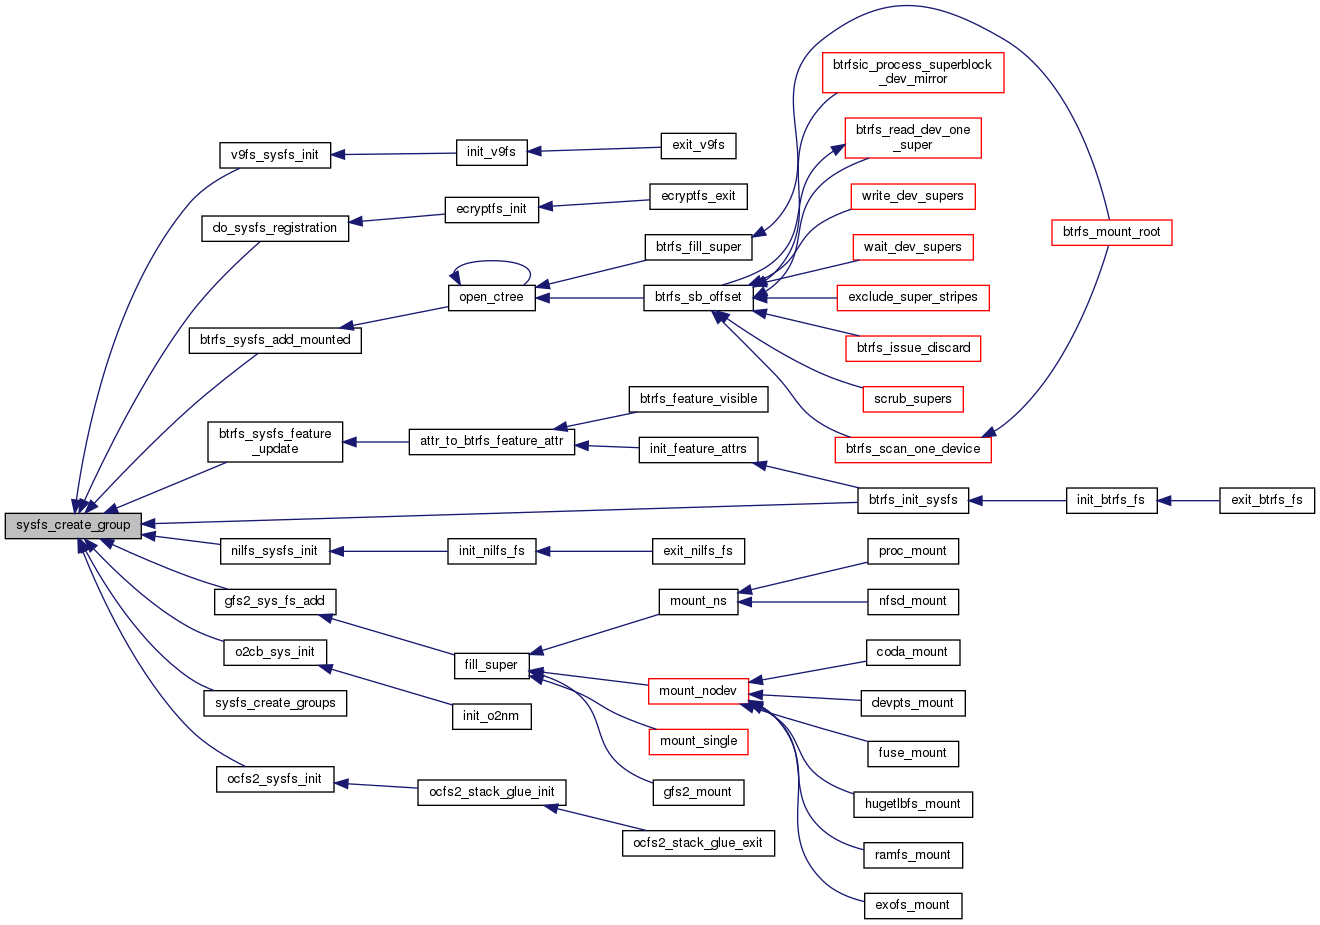 btrfsic_process_superblock
_dev_mirror
btrfs_read_dev_one
_super
v9fs_sysfs_init
init_v9fs
exit_v9fs
ecryptfs_init
ecryptfs_exit
write_dev_supers
do_sysfs_registration
btrfs_fill_super
wait_dev_supers
btrfs_mount_root
open_ctree
btrfs_sb_offset
exclude_super_stripes
btrfs_sysfs_add_mounted
btrfs_issue_discard
btrfs_feature_visible
scrub_supers
btrfs_sysfs_feature
_update
attr_to_btrfs_feature_attr
init_feature_attrs
btrfs_scan_one_device
btrfs_init_sysfs
init_btrfs_fs
exit_btrfs_fs
sysfs_create_group
nilfs_sysfs_init
init_nilfs_fs
exit_nilfs_fs
proc_mount
gfs2_sys_fs_add
mount_ns
nfsd_mount
o2cb_sys_init
fill_super
coda_mount
sysfs_create_groups
mount_nodev
devpts_mount
init_o2nm
mount_single
fuse_mount
ocfs2_sysfs_init
ocfs2_stack_glue_init
gfs2_mount
hugetlbfs_mount
ocfs2_stack_glue_exit
ramfs_mount
exofs_mount